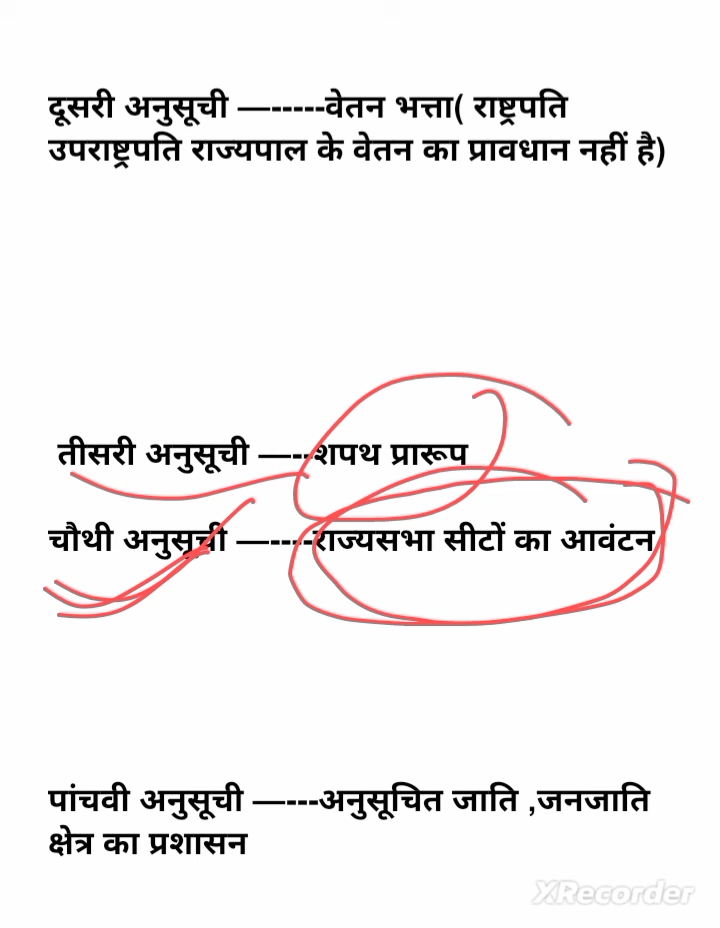 दूसरी अनुसूची —-----वेतन भत्ता( राष्ट्रपति
उपराष्ट्रपति राज्यपाल के वेतन का प्रावधान नहीं है)
तीसरी अनुसूची —---शपथ प्रारूप
चौथी अनुसूची —-----राज्यसभा सीटों का आवंटन
पांचवी अनुसूची —---अनुसूचित जाति ,जनजाति
क्षेत्र का प्रशासन
XRecorder